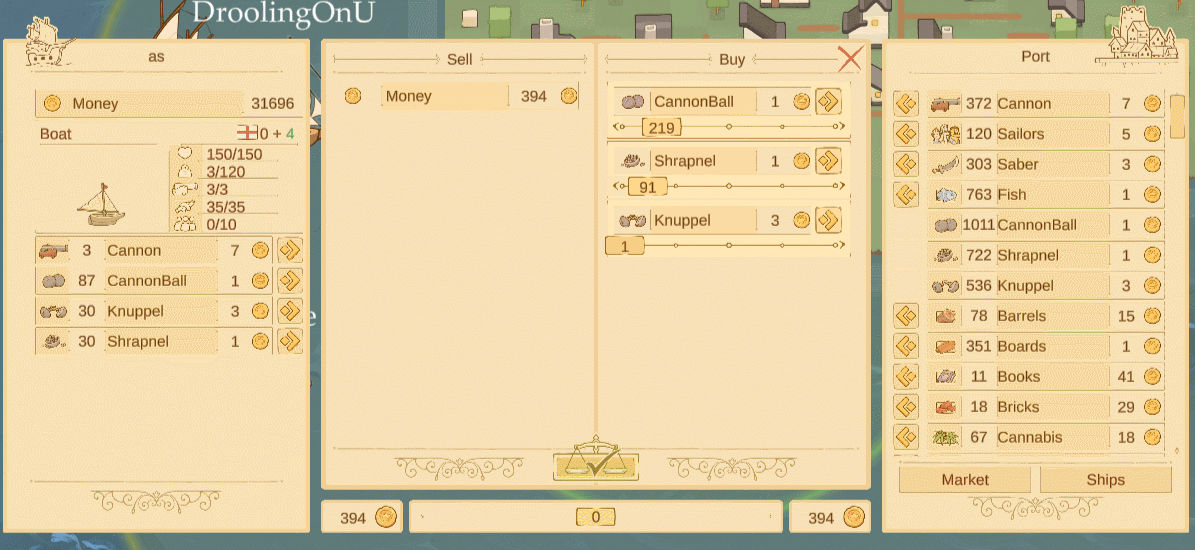 DroolingOnU
as
Money 31696
Boat 0 + 4
150/150
3/120
3/3
35/35
0/10
3 Cannon 7
87 CannonBall 1
30 Knuppel 3
30 Shrapnel 1
e
Sell
Money 394
Buy
CannonBall 1
219
Shrapnel 1
91
Knuppel 3
1
394
0
394
Port
372 Cannon 7
120 Sailors 5
303 Saber 3
763 Fish 1
1011 CannonBall 1
722 Shrapnel 1
536 Knuppel 3
78 Barrels 15
351 Boards 1
11 Books 41
18 Bricks 29
67 Cannabis 18
Market Ships